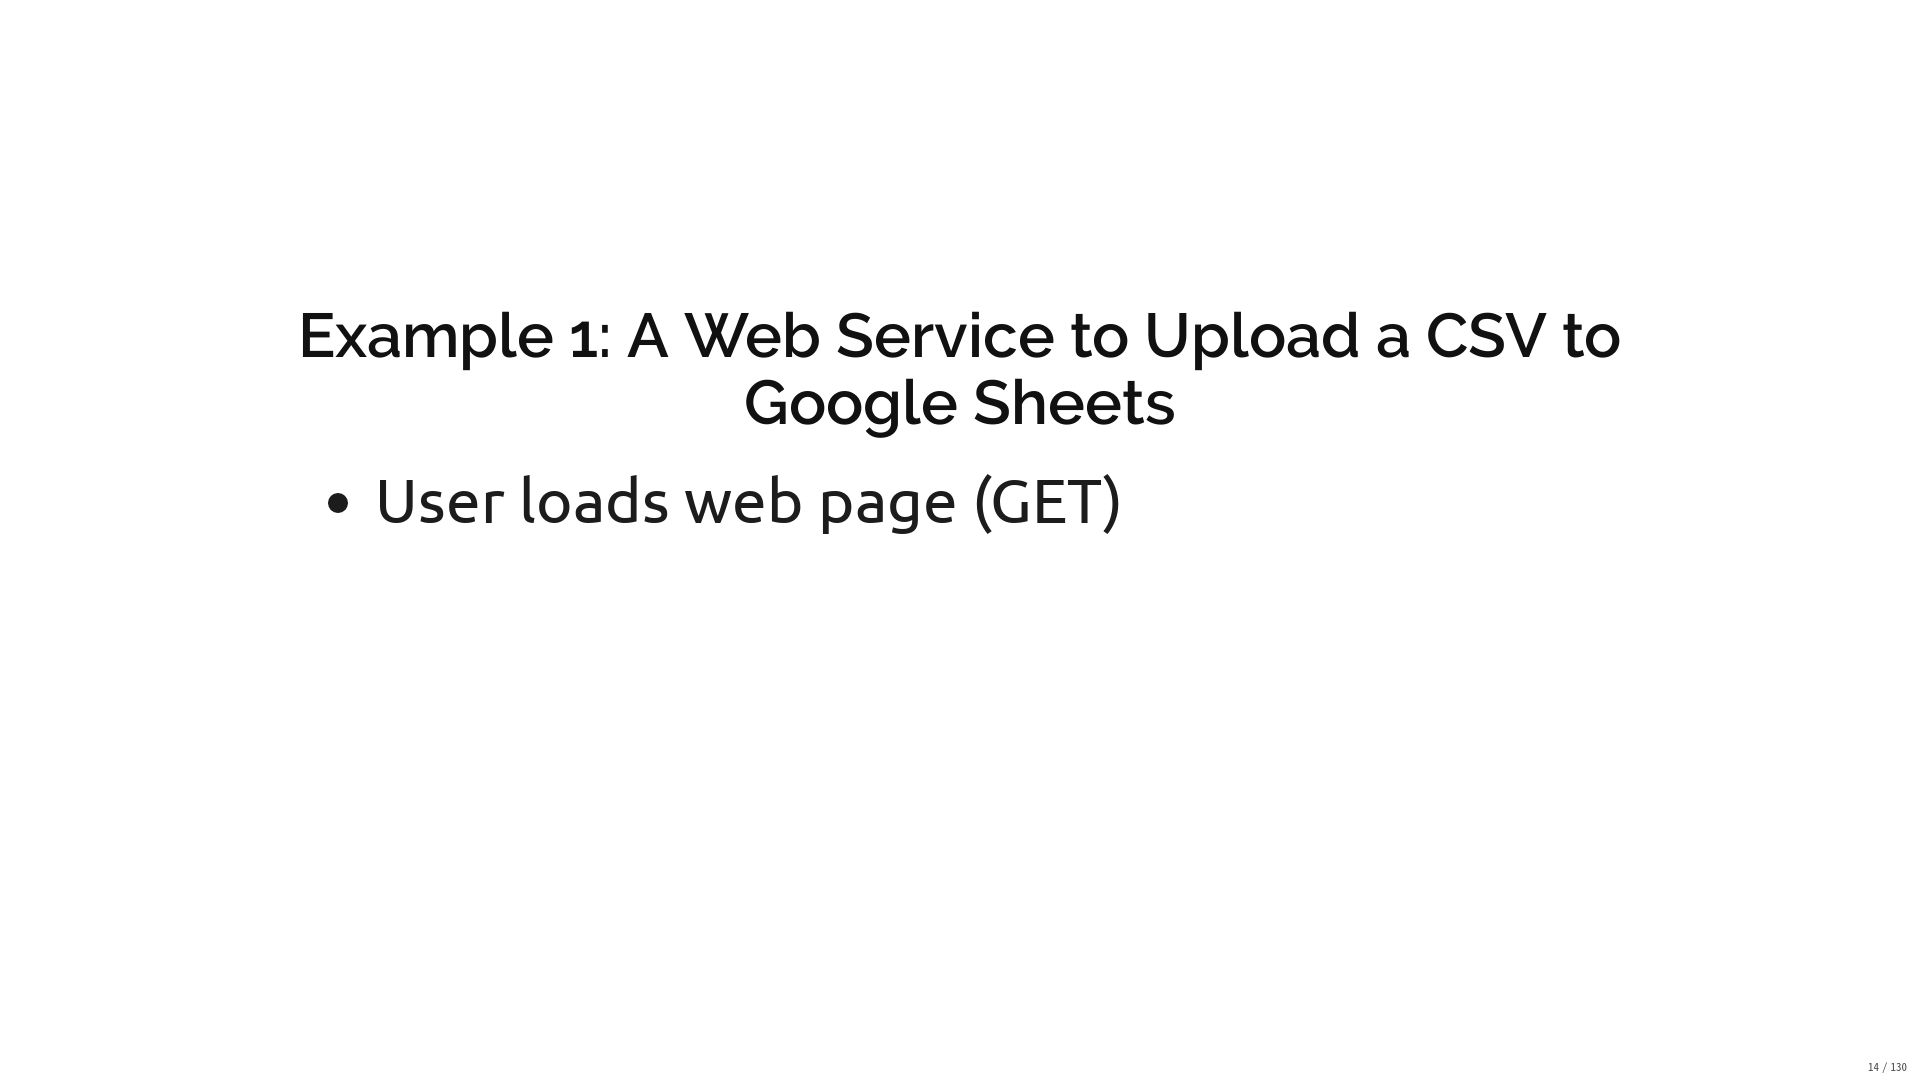 Example 1: A Web Service to Upload a CSV to
Google Sheets
• User loads web page (GET)
14 / 130